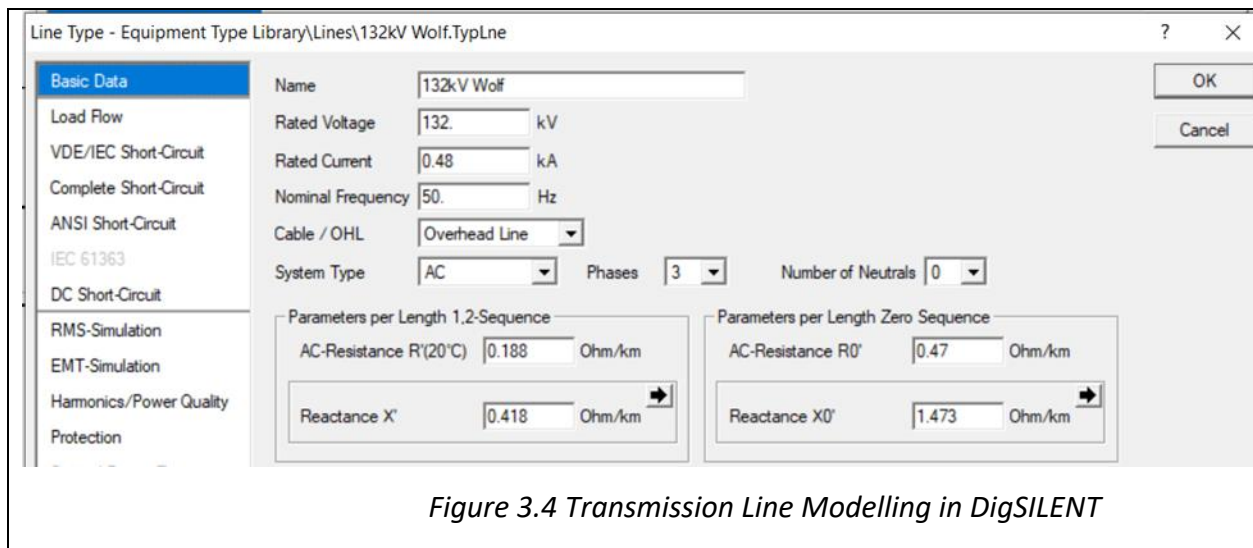 Line Type - Equipment Type Library\Lines\132kV Wolf.TypLne ? X
OK
Cancel
Basic Data
Load Flow
VDE/IEC Short-Circuit
Complete Short-Circuit
ANSI Short-Circuit
IEC 61363
DC Short-Circuit
RMS-Simulation
EMT-Simulation
Harmonics/Power Quality
Protection
Name 132kV Wolf
Rated Voltage 132. kV
Rated Current 0.48 kA
Nominal Frequency 50. Hz
Cable / OHL Overhead Line
System Type AC Phases 3 Number of Neutrals 0
Parameters per Length 1,2-Sequence
AC-Resistance R'(20°C) 0.188 Ohm/km
Reactance X' 0.418 Ohm/km
Parameters per Length Zero Sequence
AC-Resistance R0' 0.47 Ohm/km
Reactance X0' 1.473 Ohm/km
Figure 3.4 Transmission Line Modelling in DigSILENT